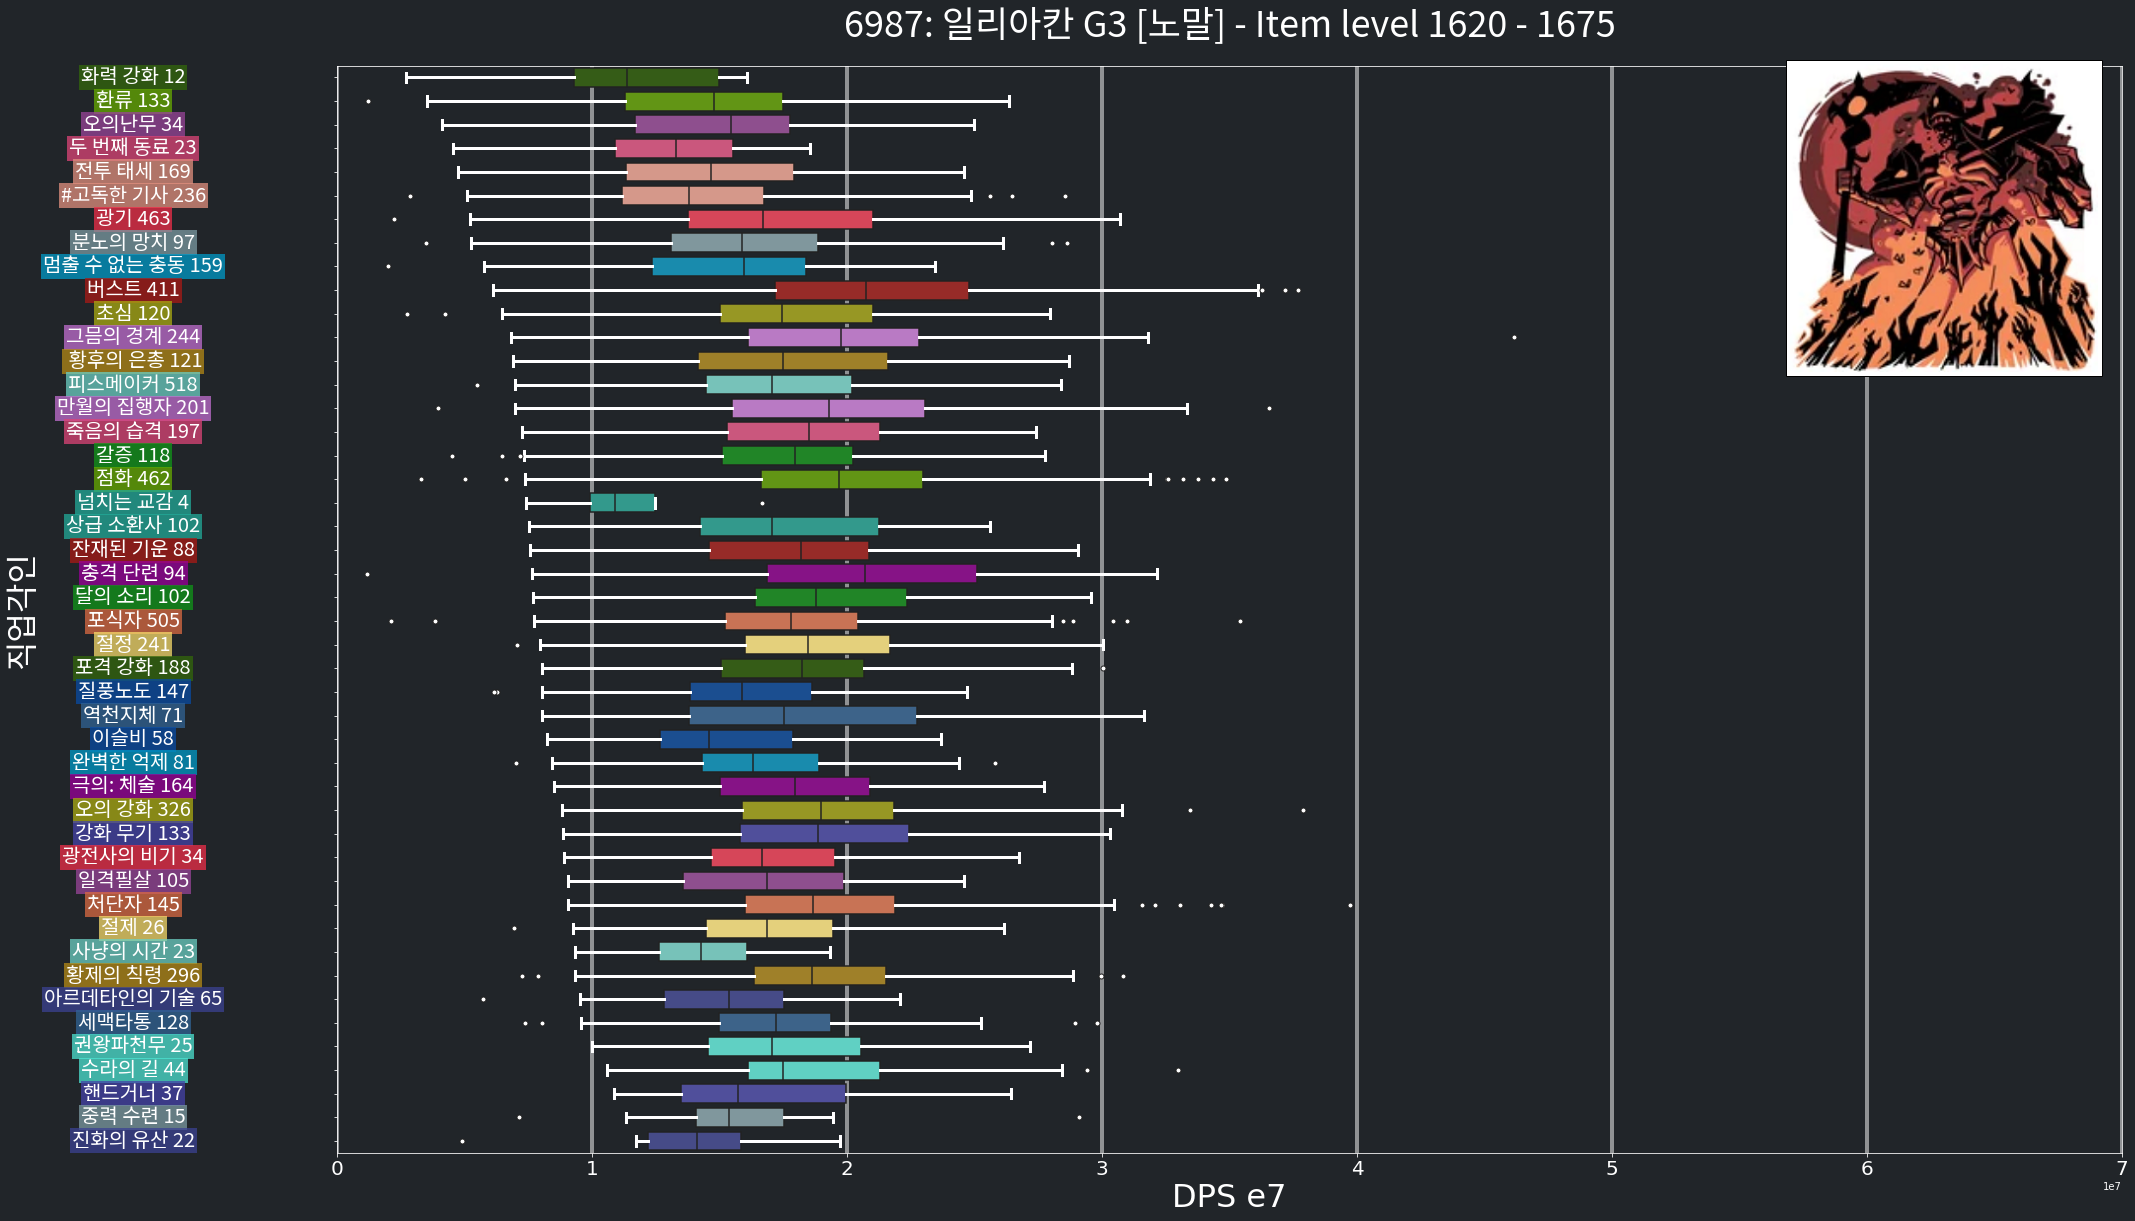 6987: 일리아칸 G3 [노말] - Item level 1620 - 1675
직업각인
화력 강화 12
환류 133
오의난무 34
두 번째 동료 23
전투 태세 169
#고독한 기사 236
광기 463
분노의 망치 97
멈출 수 없는 충동 159
버스트 411
초심 120
그믐의 경계 244
황후의 은총 121
피스메이커 518
만월의 집행자 201
죽음의 습격 197
갈증 118
점화 462
넘치는 교감 4
상급 소환사 102
잔재된 기운 88
충격 단련 94
달의 소리 102
포식자 505
절정 241
포격 강화 188
질풍노도 147
역천지체 71
이슬비 58
완벽한 억제 81
극의: 체술 164
오의 강화 326
강화 무기 133
광전사의 비기 34
일격필살 105
처단자 145
절제 26
사냥의 시간 23
황제의 칙령 296
아르데타인의 기술 65
세맥타통 128
권왕파천무 25
수라의 길 44
핸드거너 37
중력 수련 15
진화의 유산 22
0 1 2 3 4 5 6 7
1e7
DPS e7